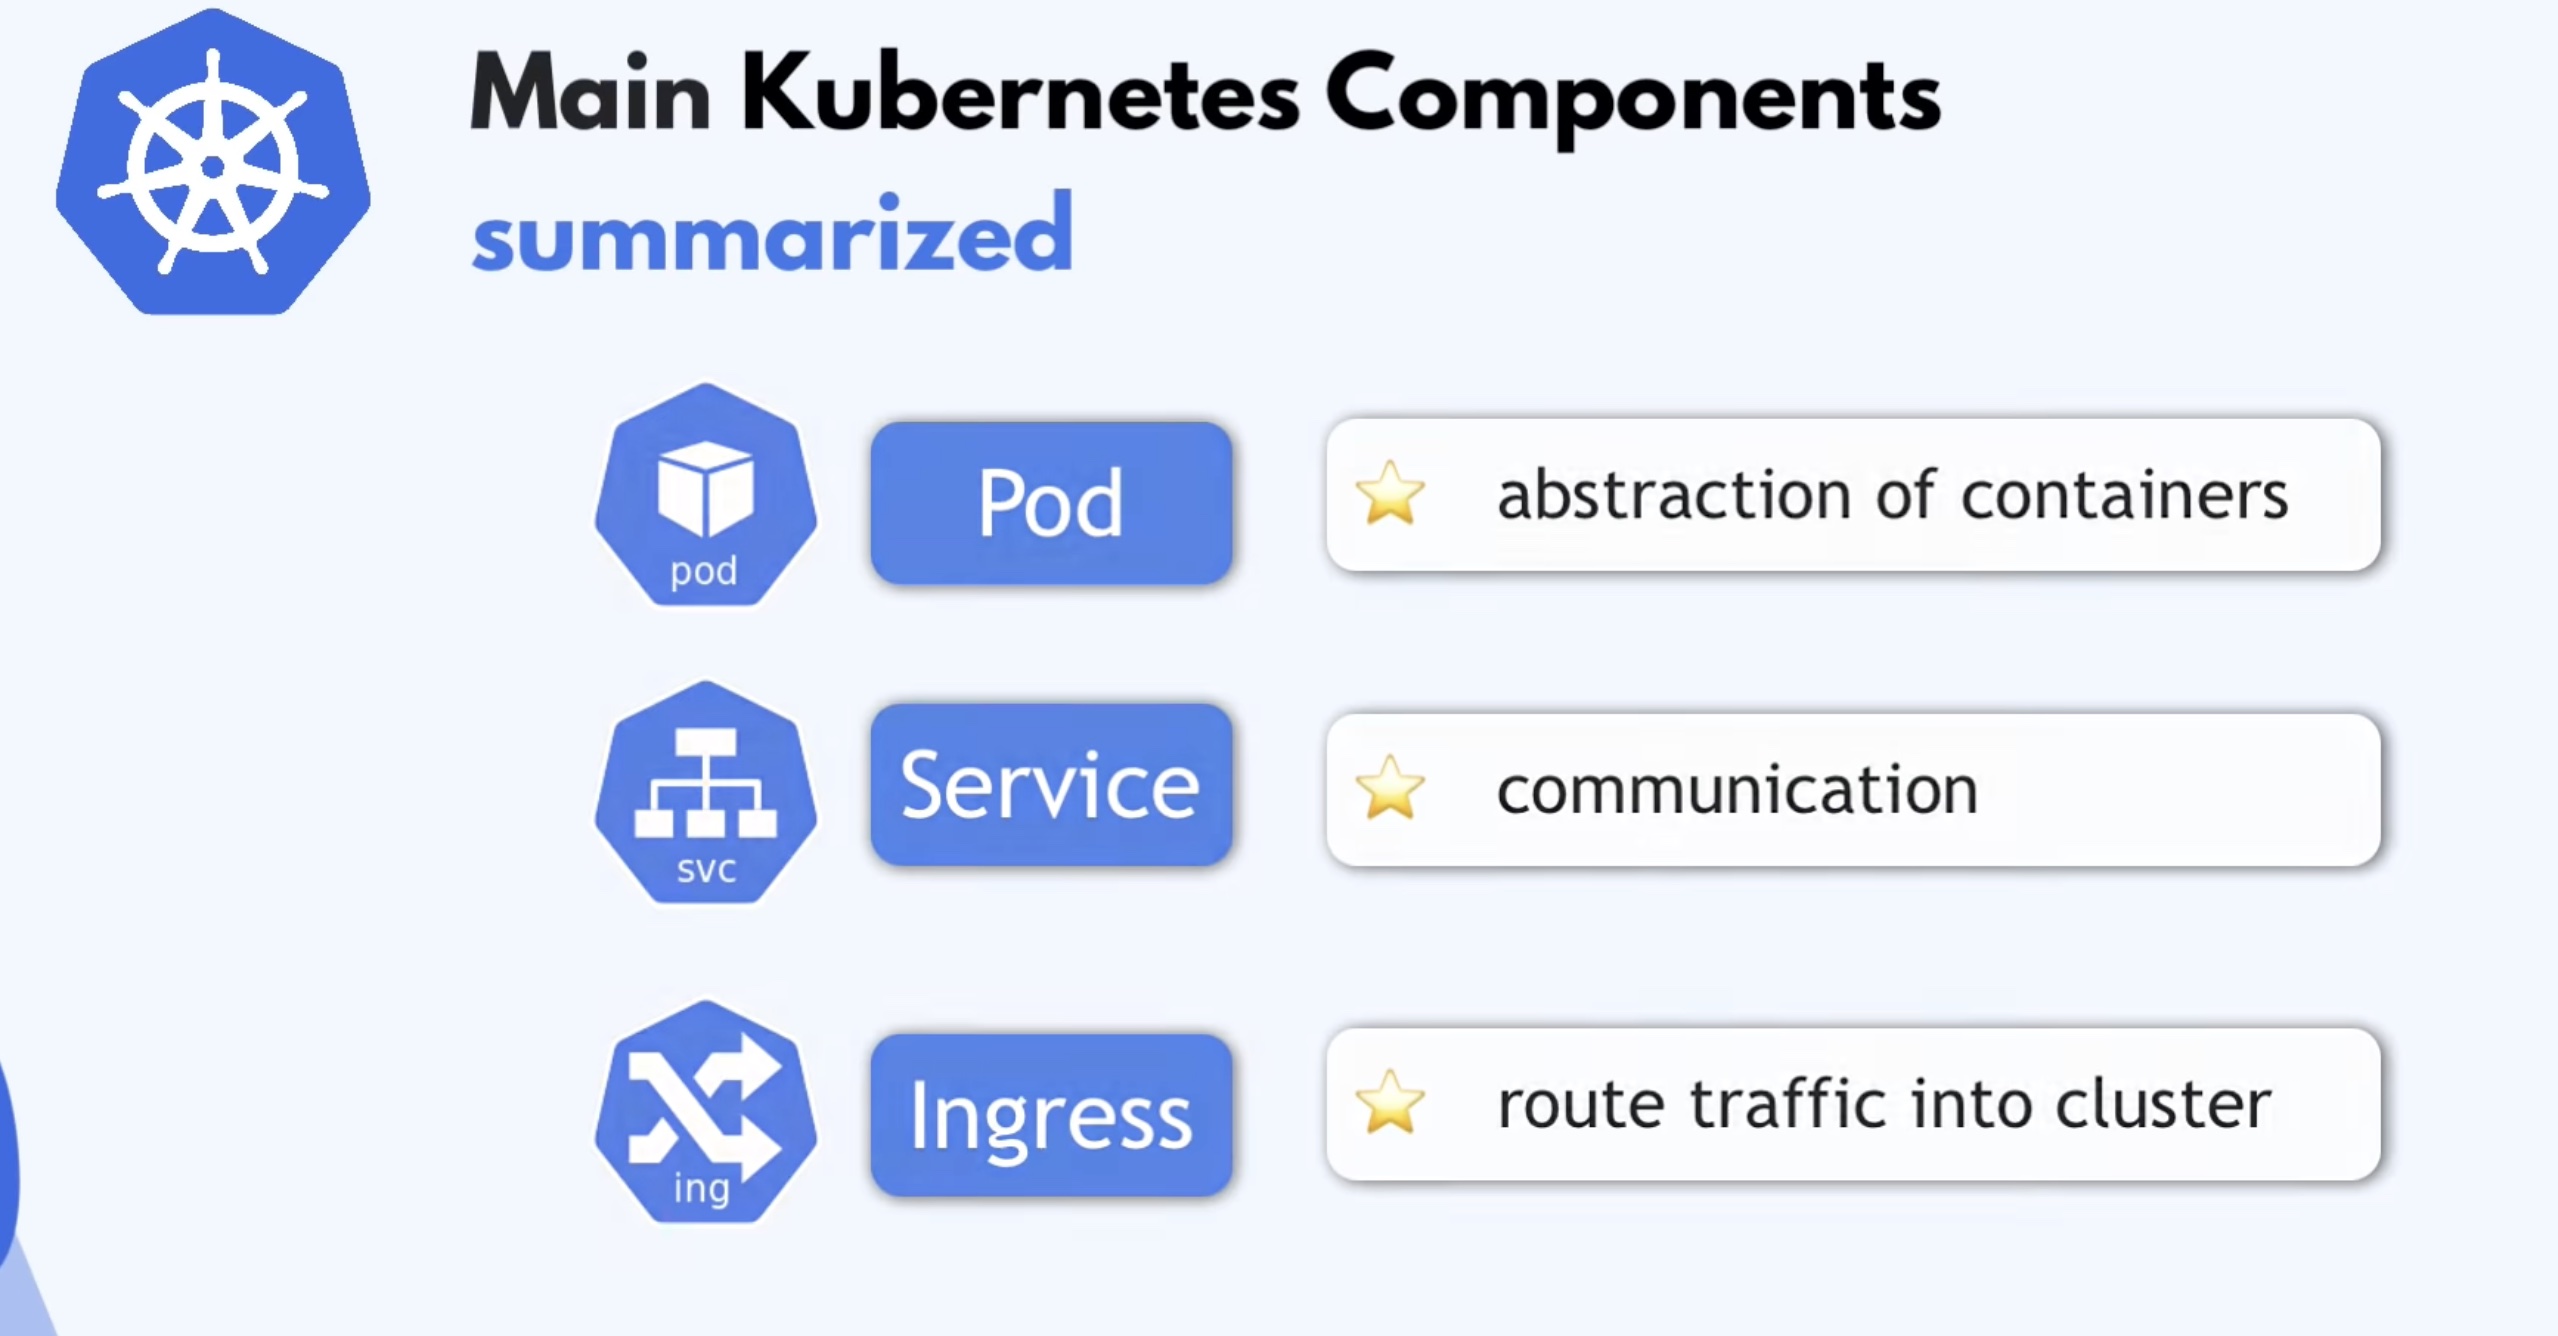 Main Kubernetes Components
summarized
pod
Pod
abstraction of containers
svc
Service
communication
ing
Ingress
route traffic into cluster